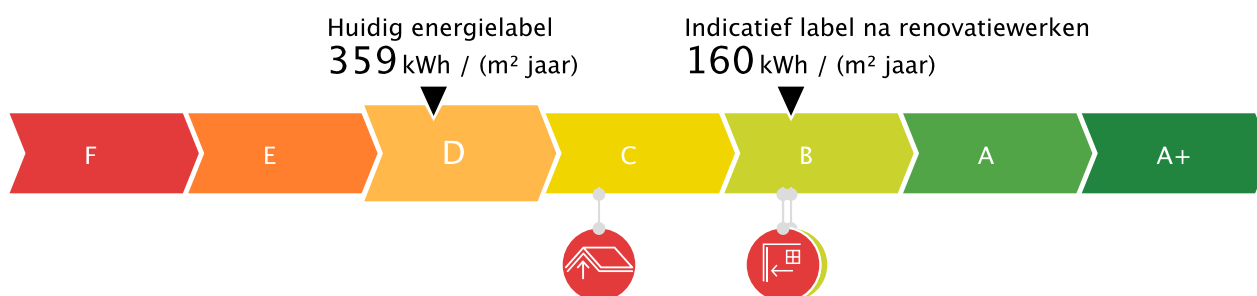 Huidig energielabel
359 kWh / (m² jaar)
Indicatief label na renovatiewerken
160 kWh / (m² jaar)
F E D C B A A+